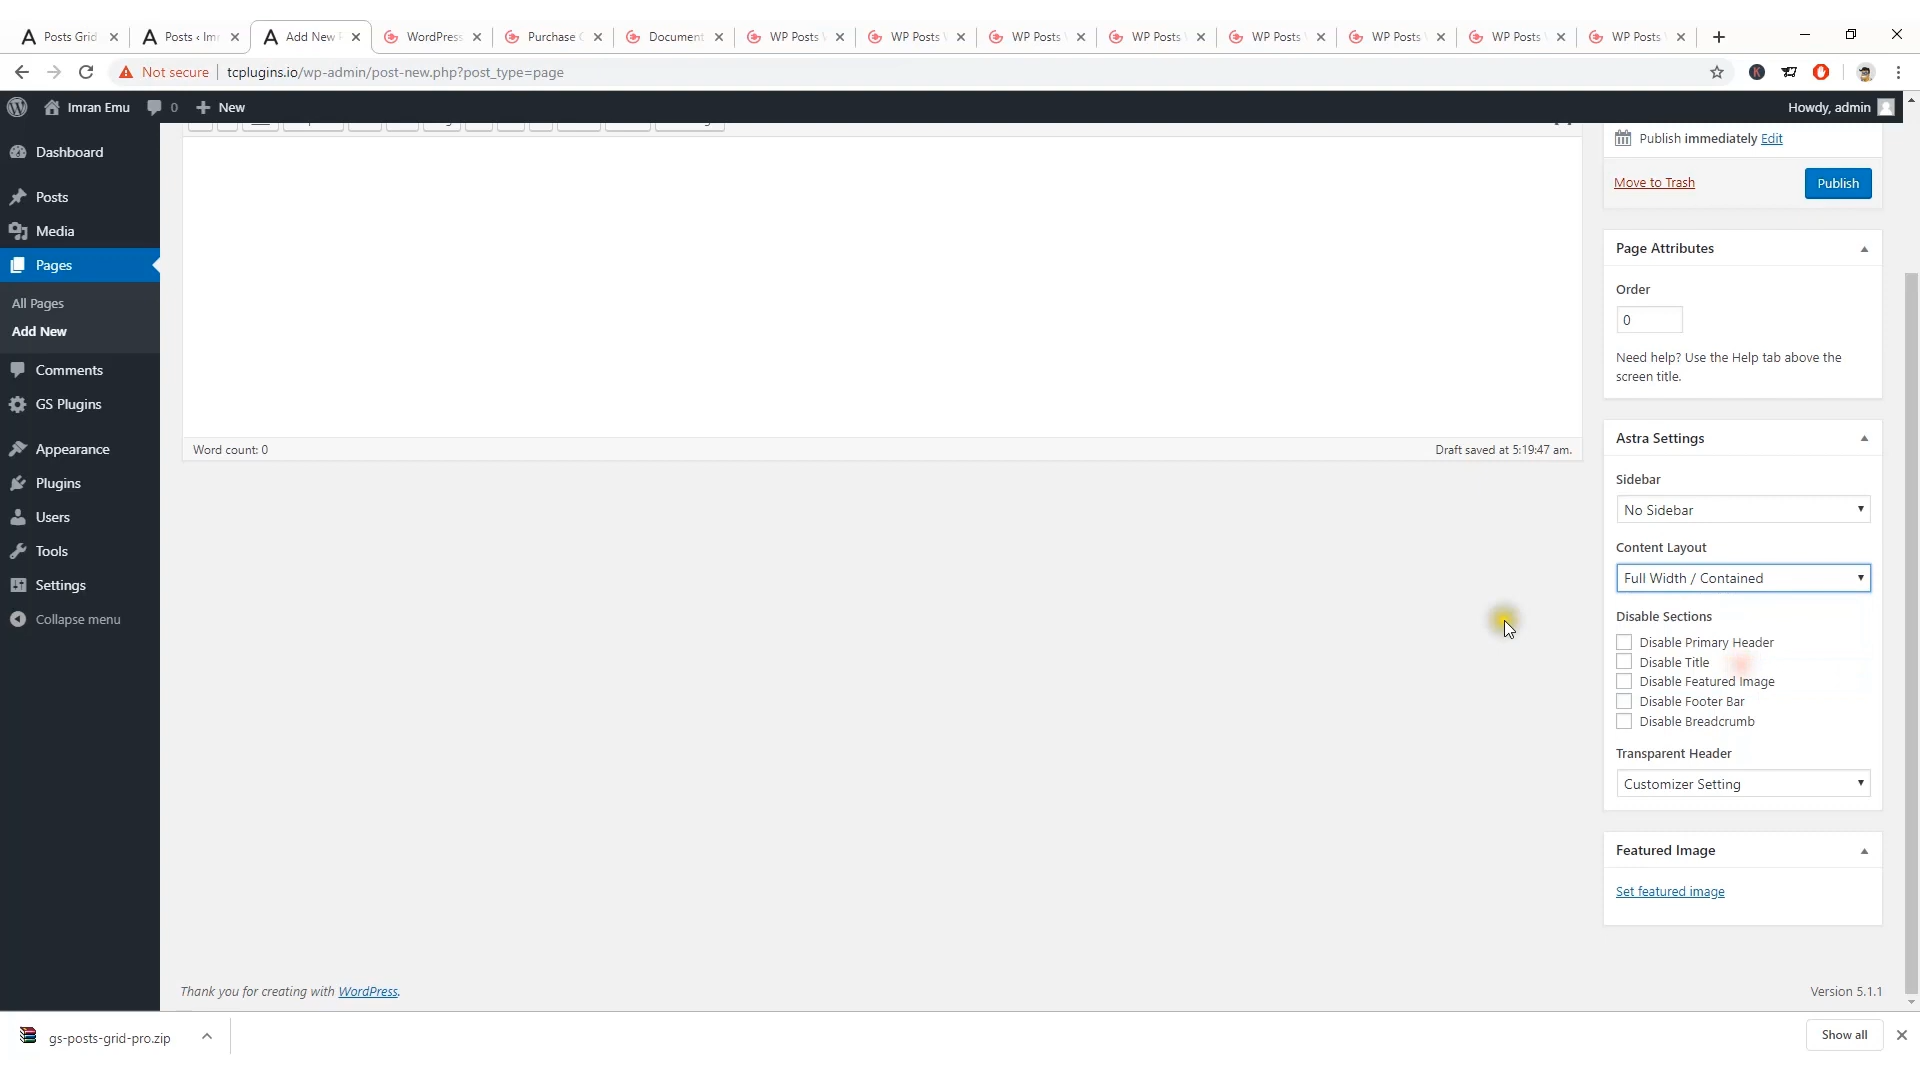 Posts Grid
Posts ‹ Im
Add New
WordPress
Purchase
Document
WP Posts
WP Posts
WP Posts
WP Posts
WP Posts
WP Posts
WP Posts
WP Posts
Not secure
tcplugins.io/wp-admin/post-new.php?post_type=page
Imran Emu
0
New
Howdy, admin
Dashboard
Posts
Media
Pages
All Pages
Add New
Comments
GS Plugins
Appearance
Plugins
Users
Tools
Settings
Collapse menu
Word count: 0
Draft saved at 5:19:47 am.
Publish immediately Edit
Move to Trash
Publish
Page Attributes
Order
0
Need help? Use the Help tab above the
screen title.
Astra Settings
Sidebar
No Sidebar
Content Layout
Full Width / Contained
Disable Sections
Disable Primary Header
Disable Title
Disable Featured Image
Disable Footer Bar
Disable Breadcrumb
Transparent Header
Customizer Setting
Featured Image
Set featured image
Thank you for creating with WordPress.
Version 5.1.1
gs-posts-grid-pro.zip
Show all